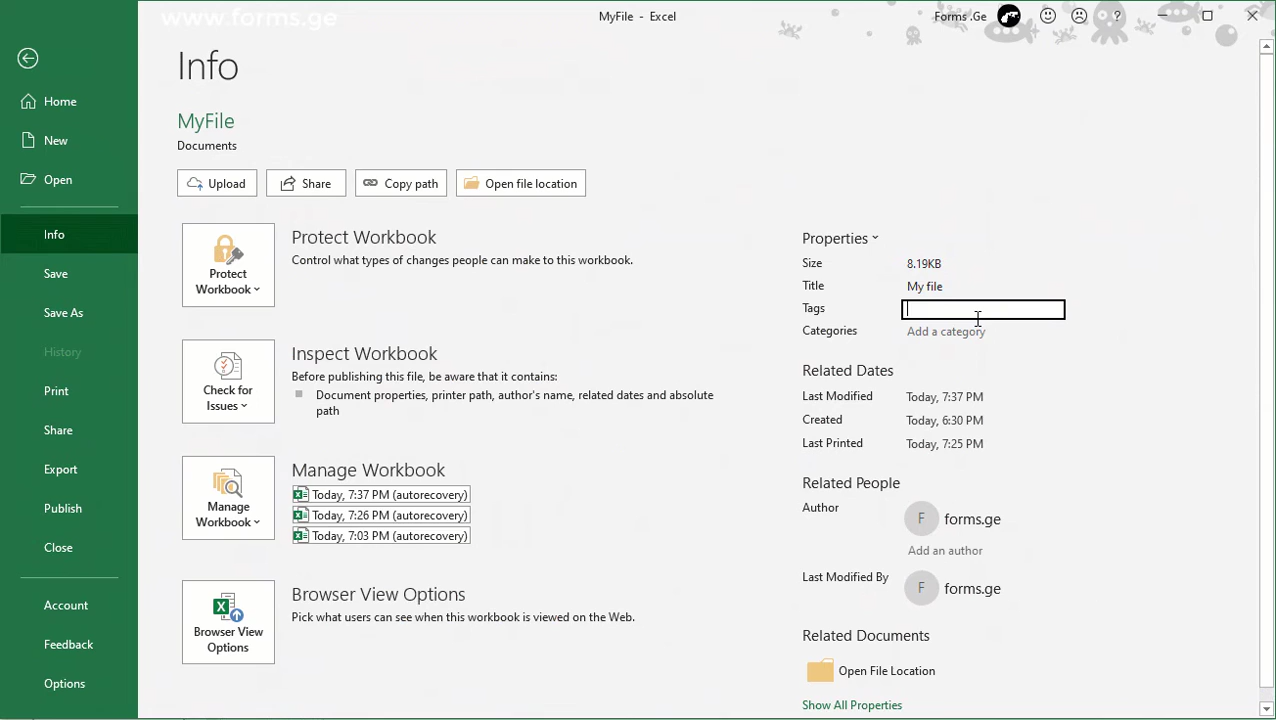 www.forms.ge
MyFile - Excel
Forms .Ge
?
Info
MyFile
Documents
Home
New
Open
Info
Save
Save As
History
Print
Share
Export
Publish
Close
Account
Feedback
Options
Upload
Share
Copy path
Open file location
Protect Workbook
Protect Workbook
Control what types of changes people can make to this workbook.
Check for Issues
Inspect Workbook
Before publishing this file, be aware that it contains:
Document properties, printer path, author's name, related dates and absolute
path
Manage Workbook
Manage Workbook
Today, 7:37 PM (autorecovery)
Today, 7:26 PM (autorecovery)
Today, 7:03 PM (autorecovery)
Browser View Options
Browser View Options
Pick what users can see when this workbook is viewed on the Web.
Properties
Size 8.19KB
Title My file
Tags
Categories Add a category
Related Dates
Last Modified Today, 7:37 PM
Created Today, 6:30 PM
Last Printed Today, 7:25 PM
Related People
Author F forms.ge
Add an author
Last Modified By F forms.ge
Related Documents
Open File Location
Show All Properties